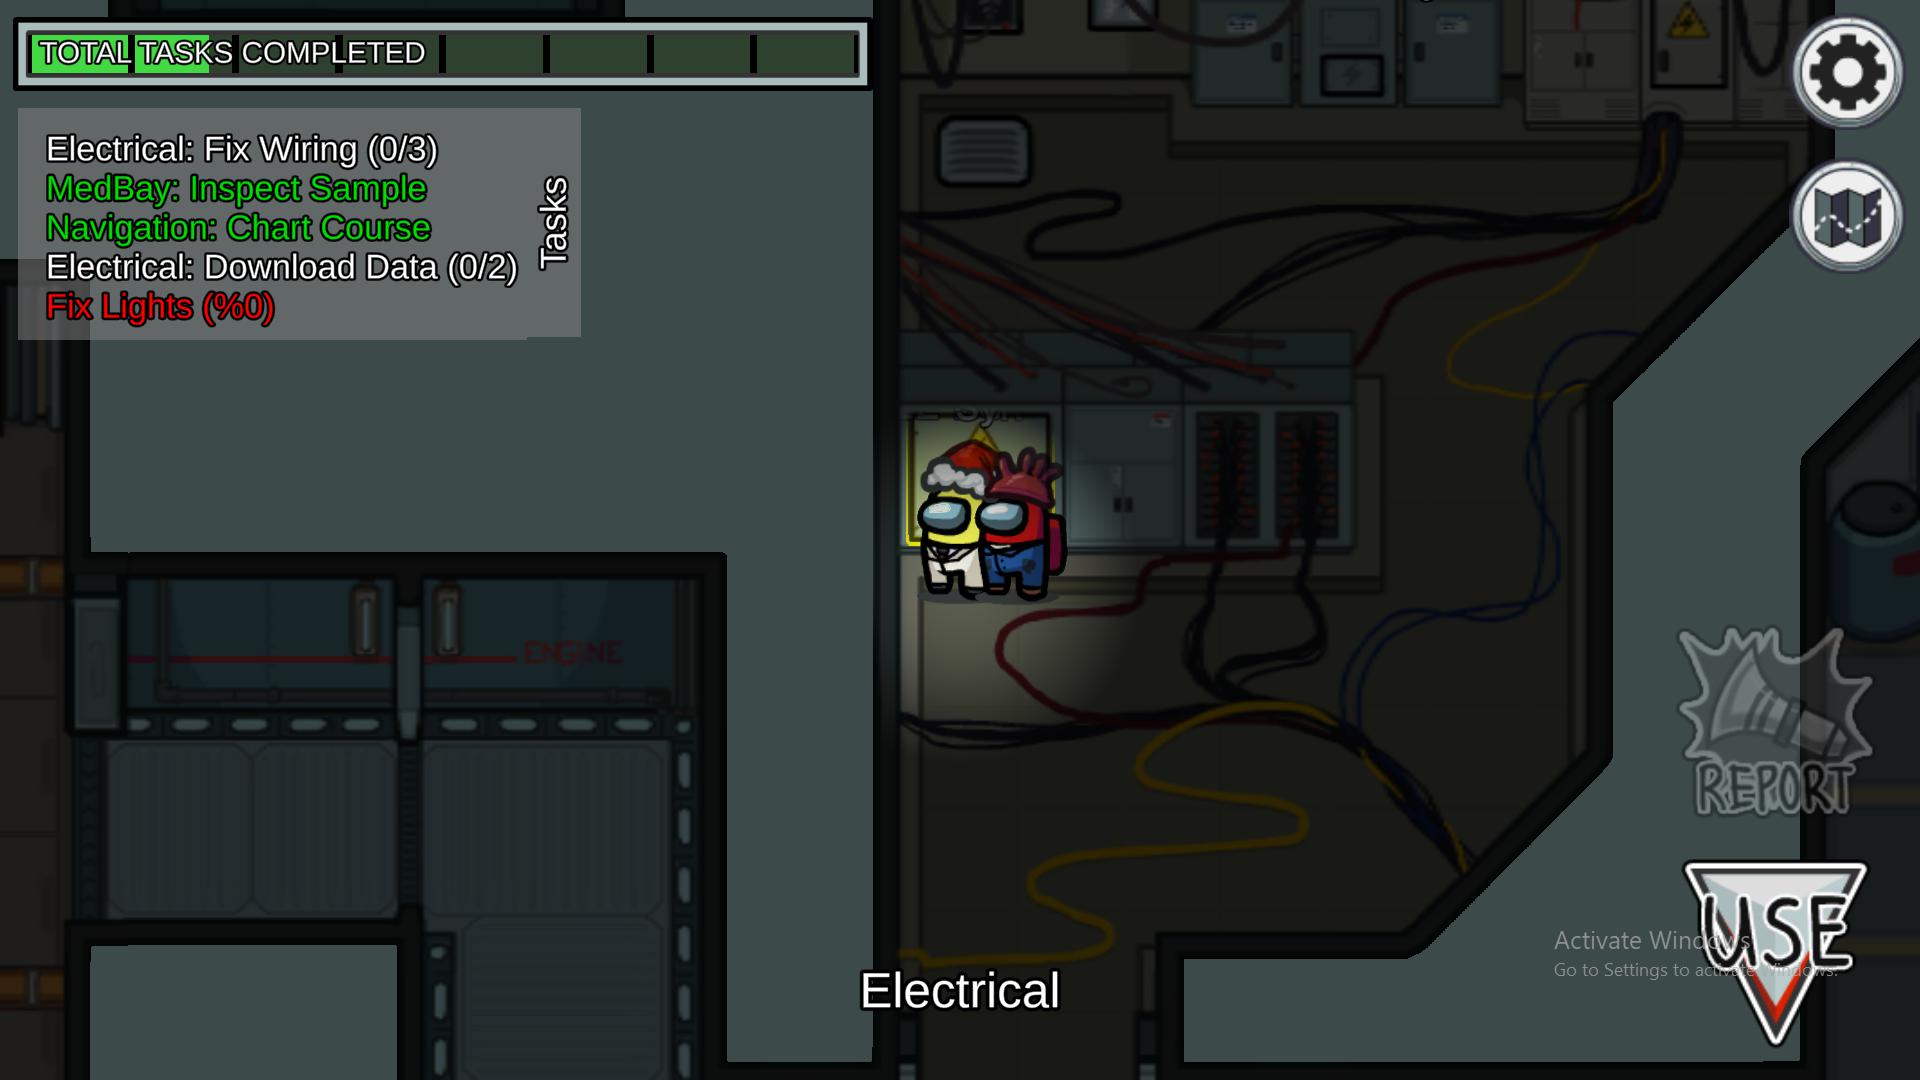 TOTAL TASKS COMPLETED
Electrical: Fix Wiring (0/3)
MedBay: Inspect Sample
Navigation: Chart Course
Electrical: Download Data (0/2)
Fix Lights (%0)
Tasks
ENGINE
REPORT
USE
Activate Windows
Go to Settings to activate Windows.
Electrical